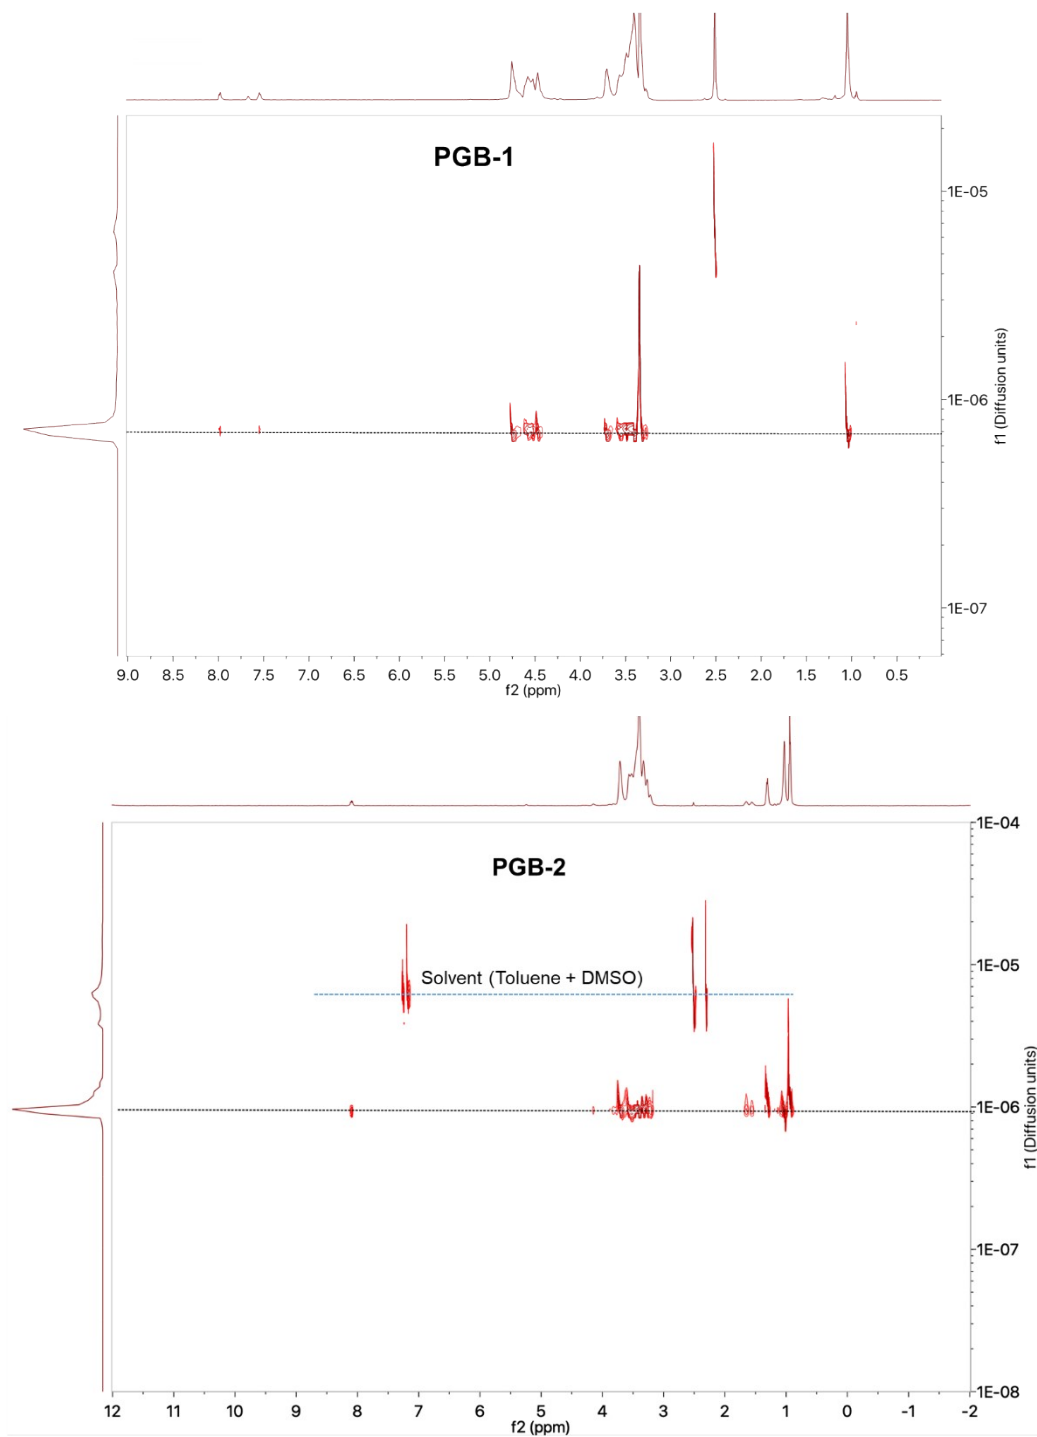 PGB-1
1E-05
1E-06
1E-07
f1 (Diffusion units)
9.0 8.5 8.0 7.5 7.0 6.5 6.0 5.5 5.0 4.5 4.0 3.5 3.0 2.5 2.0 1.5 1.0 0.5
f2 (ppm)
PGB-2
Solvent (Toluene + DMSO)
1E-04
1E-05
1E-06
1E-07
1E-08
f1 (Diffusion units)
12 11 10 9 8 7 6 5 4 3 2 1 0 -1 -2
f2 (ppm)